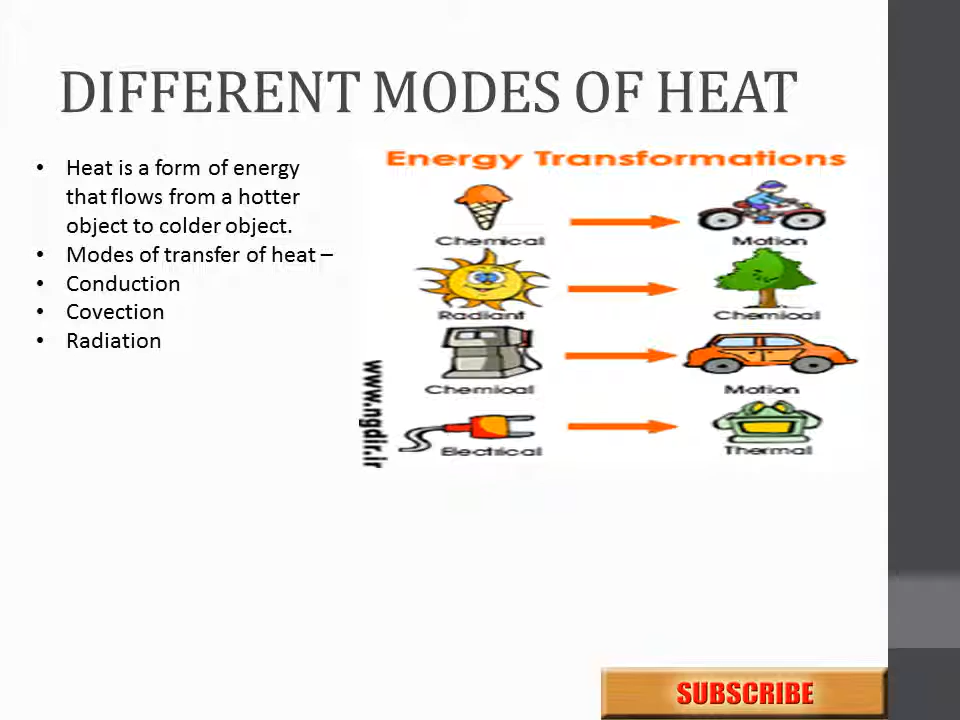 DIFFERENT MODES OF HEAT
• Heat is a form of energy
that flows from a hotter
object to colder object.
• Modes of transfer of heat –
• Conduction
• Covection
• Radiation
Energy Transformations
Chemical
Motion
Radiant
Chemical
Chemical
Motion
Electrical
Thermal
www.ngdir.ir
SUBSCRIBE